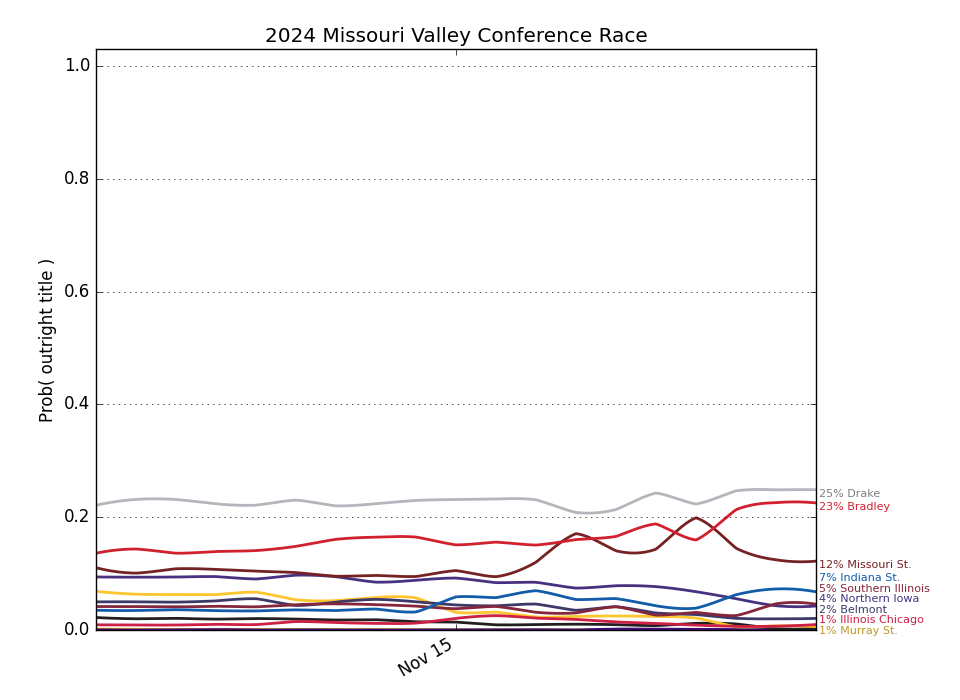 2024 Missouri Valley Conference Race
Prob( outright title )
1.0
0.8
0.6
0.4
0.2
0.0
Nov 15
25% Drake
23% Bradley
12% Missouri St.
7% Indiana St.
5% Southern Illinois
4% Northern Iowa
2% Belmont
1% Illinois Chicago
1% Murray St.